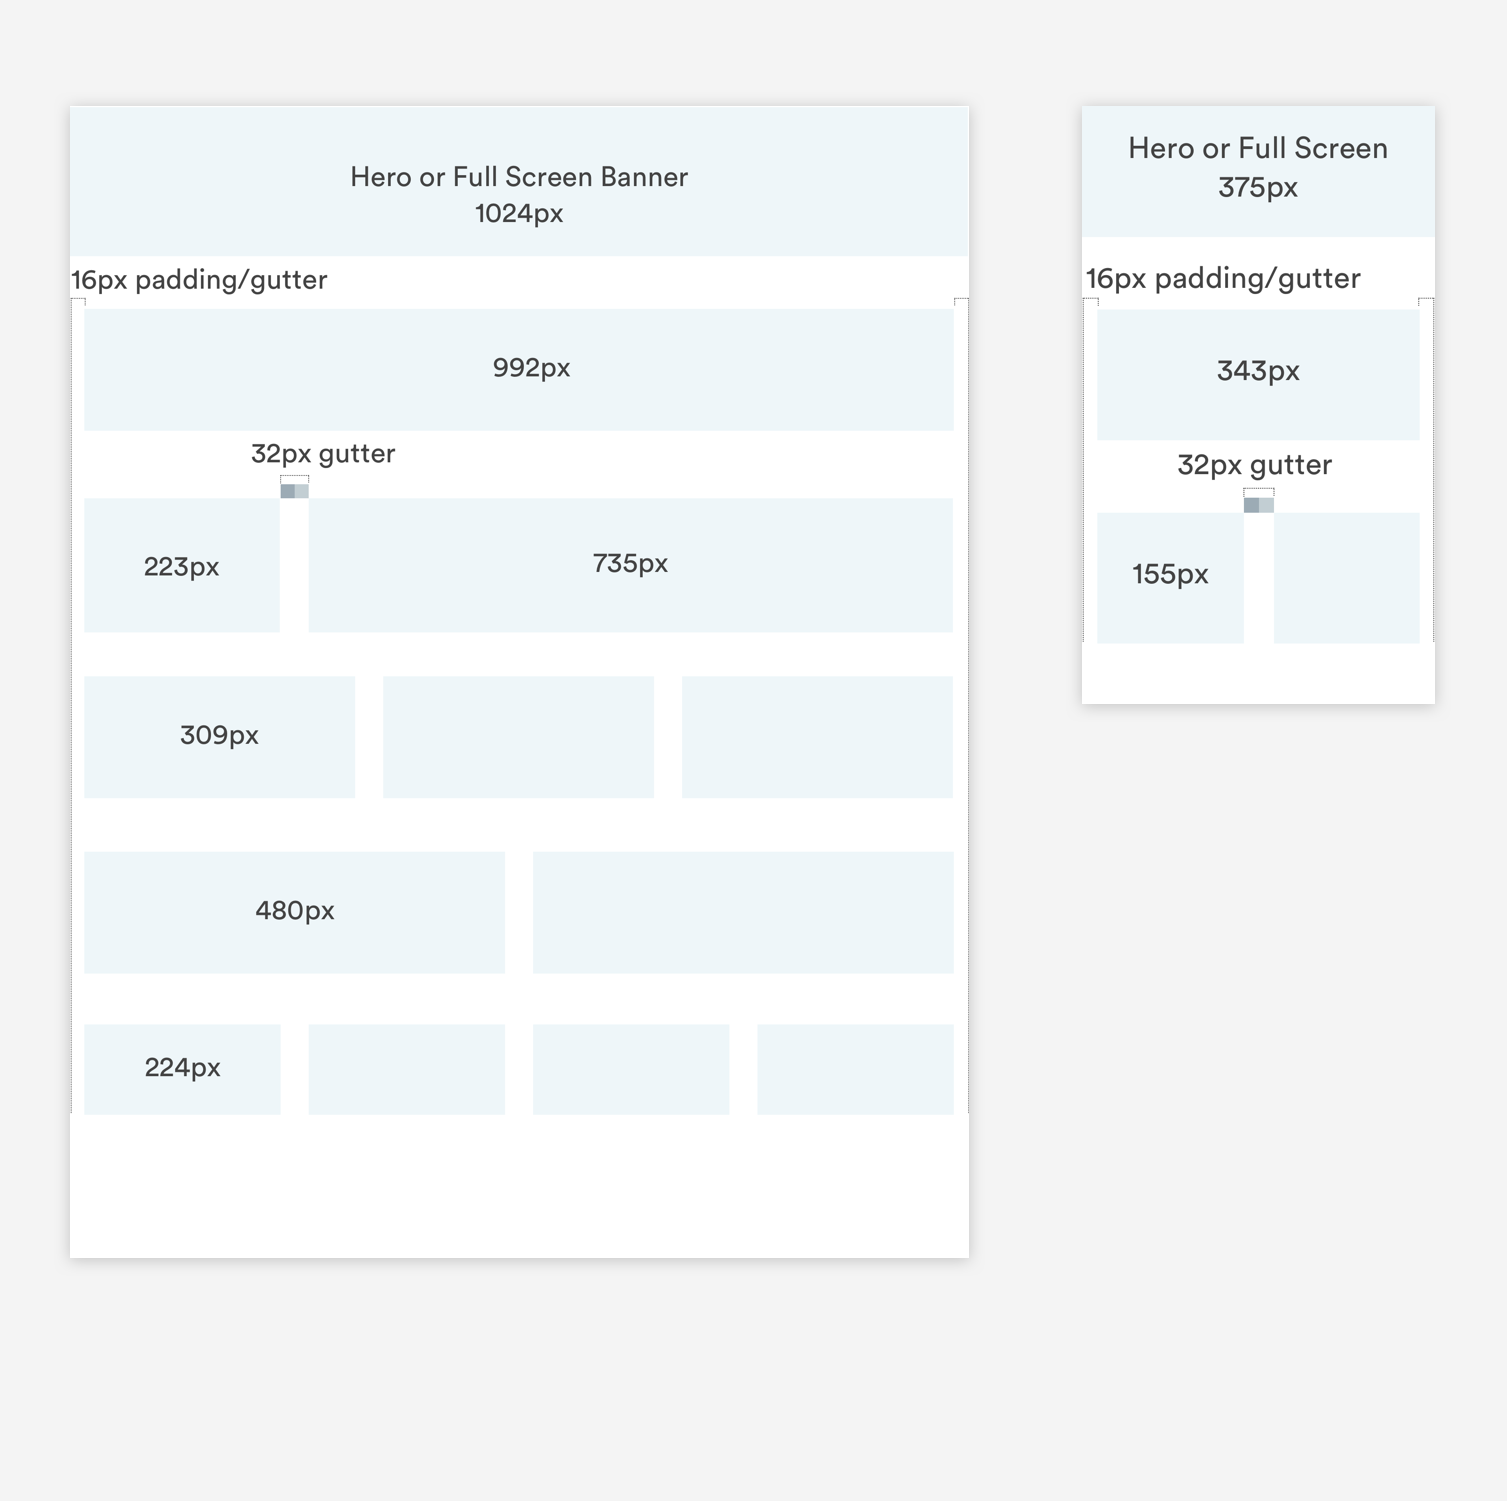 Hero or Full Screen Banner
1024px
16px padding/gutter
992px
32px gutter
223px
735px
309px
480px
224px
Hero or Full Screen
375px
16px padding/gutter
343px
32px gutter
155px